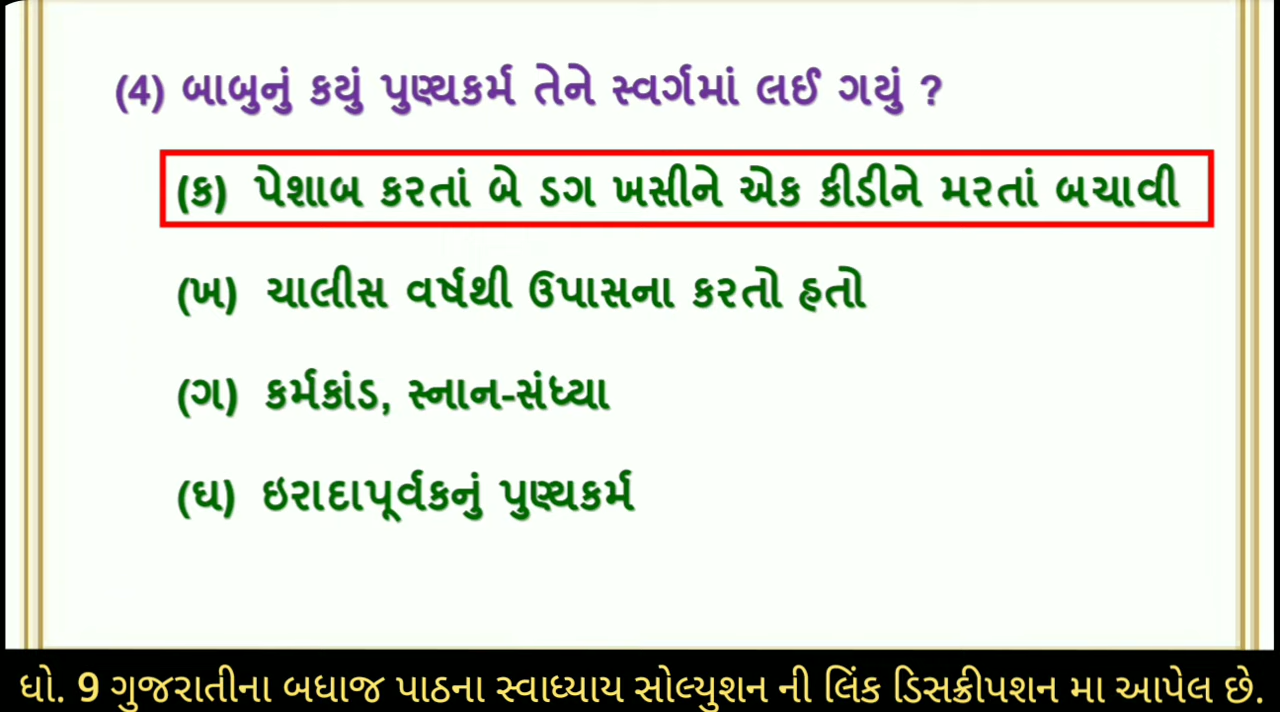 (4) બાબુનું કયું પુણ્યકર્મ તેને સ્વર્ગમાં લઈ ગયું ?
(ક) પેશાબ કરતાં બે ડગ ખસીને એક કીડીને મરતાં બચાવી
(ખ) ચાલીસ વર્ષથી ઉપાસના કરતો હતો
(ગ) કર્મકાંડ, સ્નાન-સંધ્યા
(ઘ) ઇરાદાપૂર્વકનું પુણ્યકર્મ
ધો. 9 ગુજરાતીના બધાજ પાઠના સ્વાધ્યાય સોલ્યુશન ની લિંક ડિસક્રીપશન મા આપેલ છે.